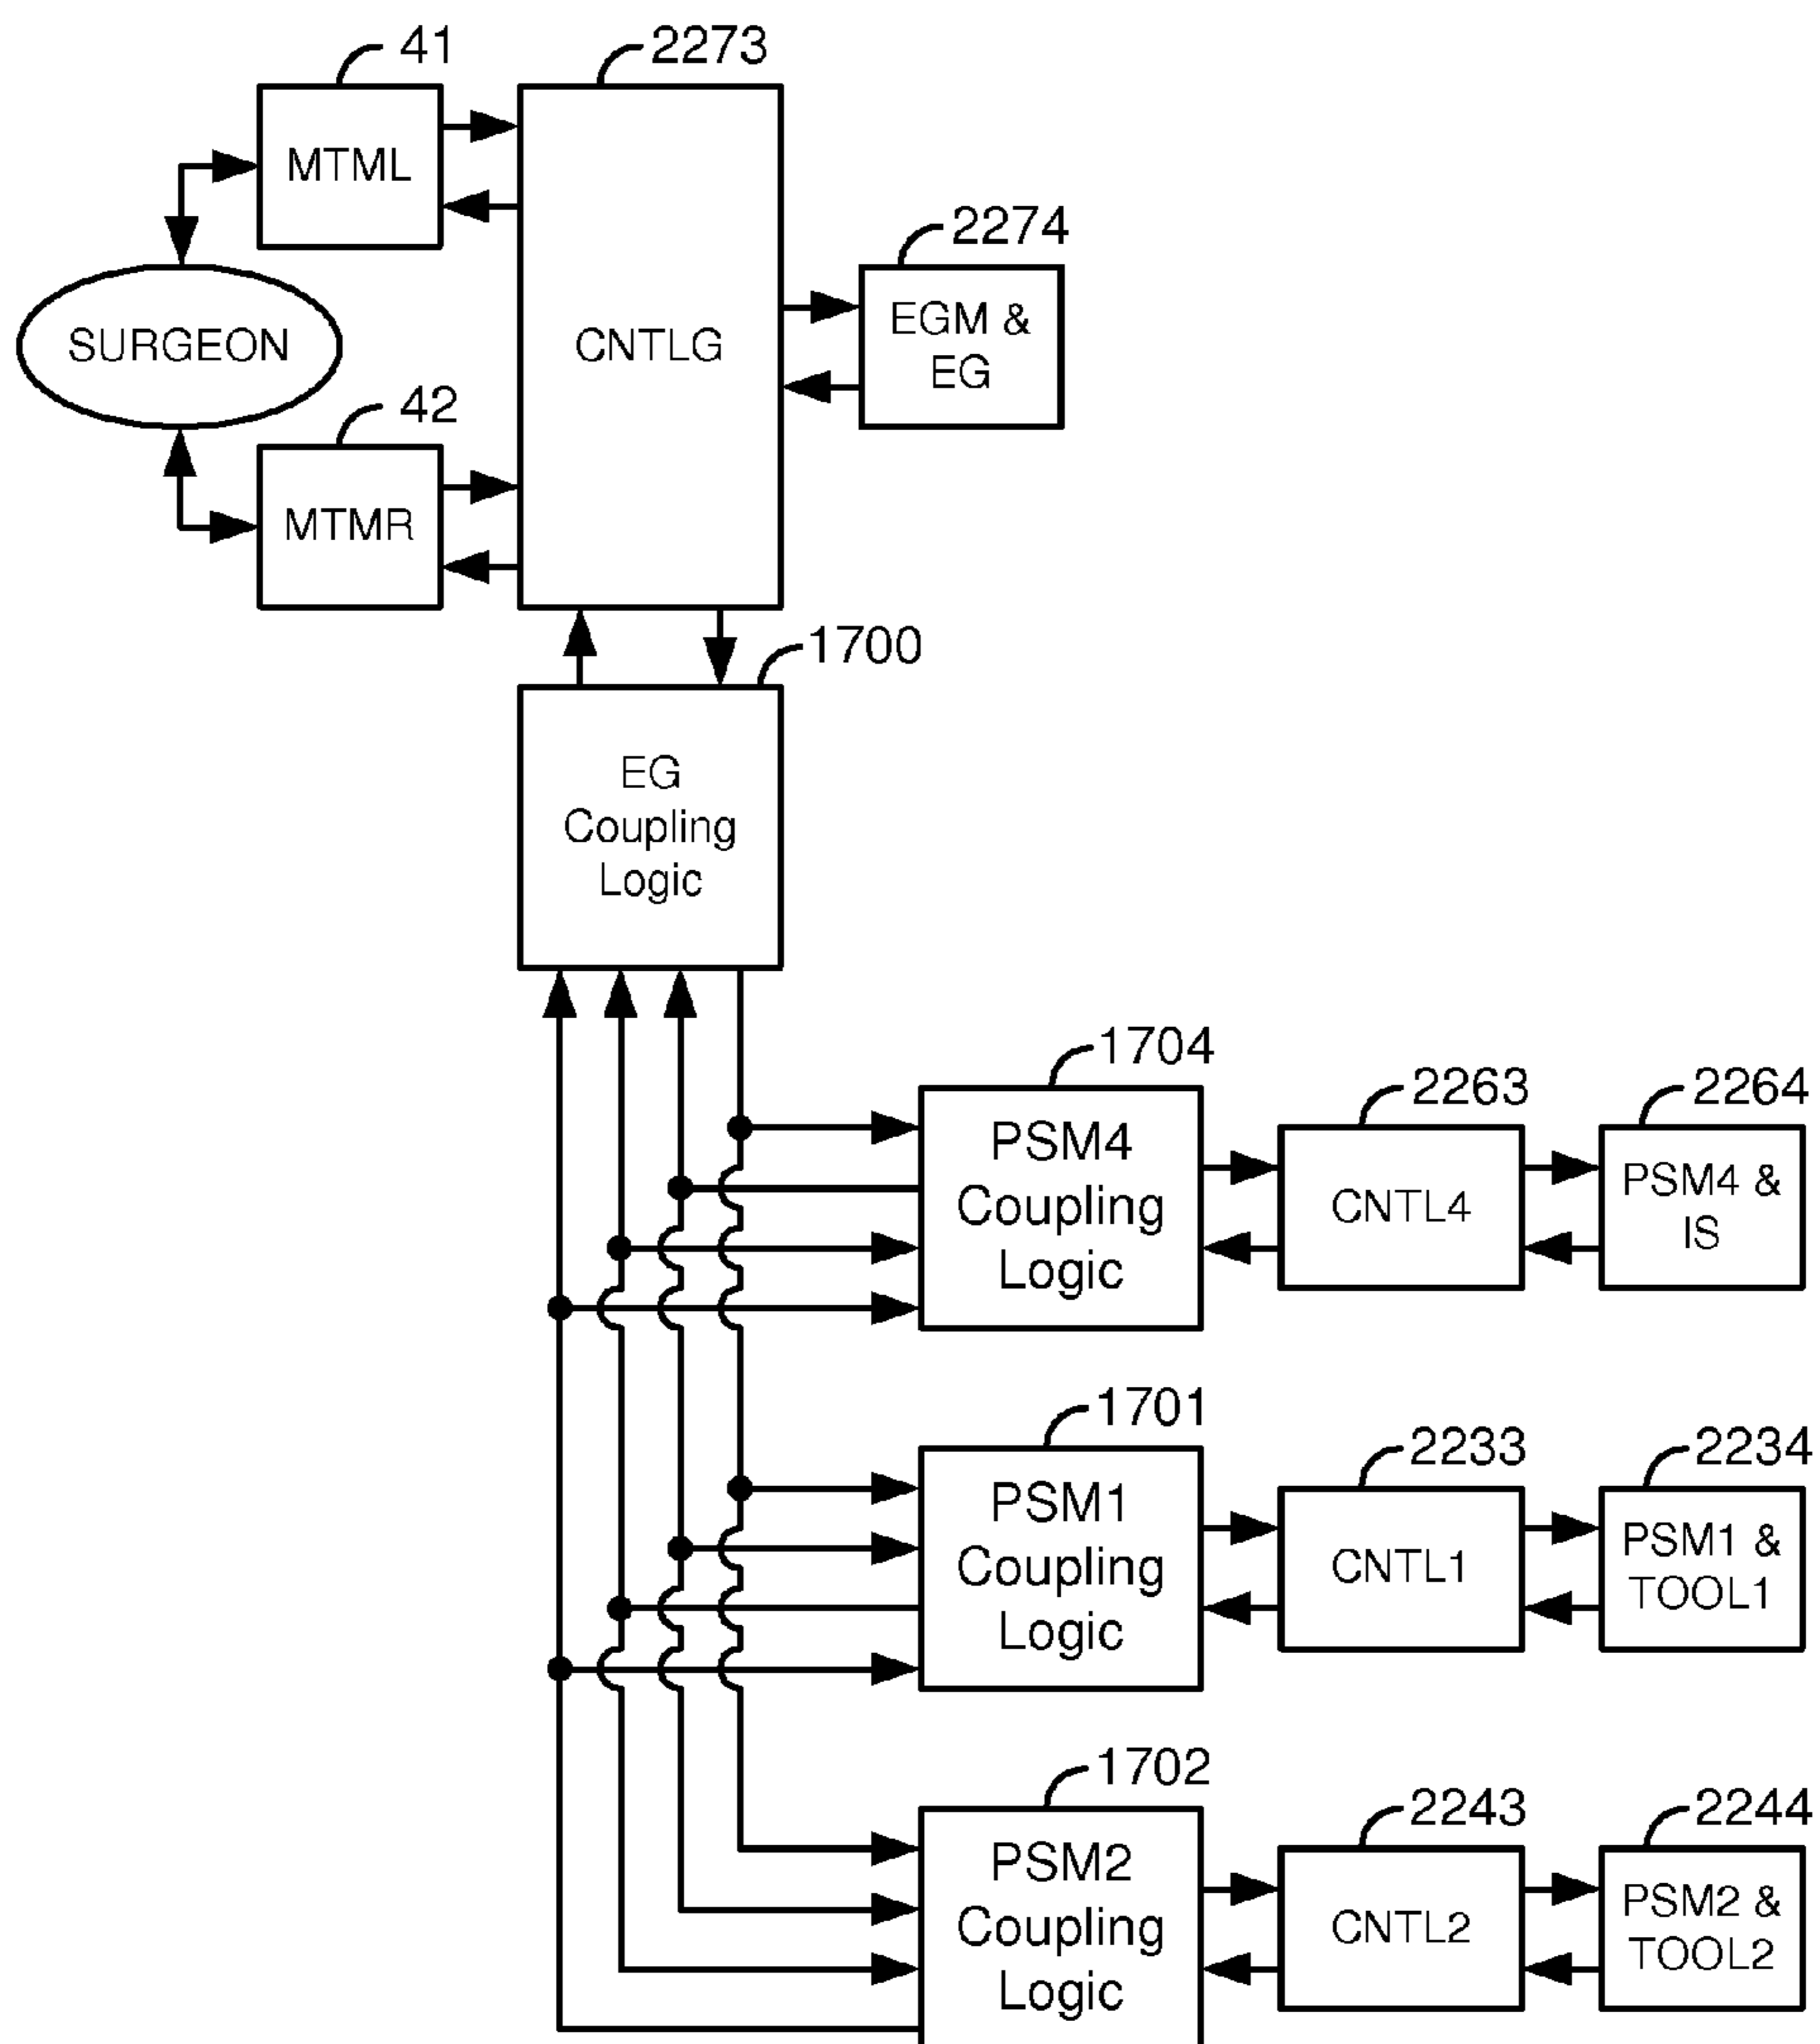 41
2273
MTML
2274
EGM &
EG
SURGEON
CNTLG
42
MTMR
1700
EG
Coupling
Logic
1704
2263
2264
PSM4
Coupling
Logic
CNTL4
PSM4 &
IS
1701
2233
2234
PSM1
Coupling
Logic
CNTL1
PSM1 &
TOOL1
1702
2243
2244
PSM2
Coupling
Logic
CNTL2
PSM2 &
TOOL2